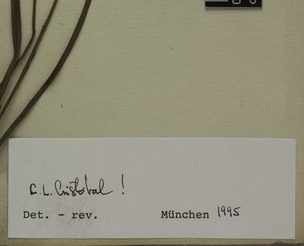 C. L. Cristóbal !
Det. - rev. München 1995